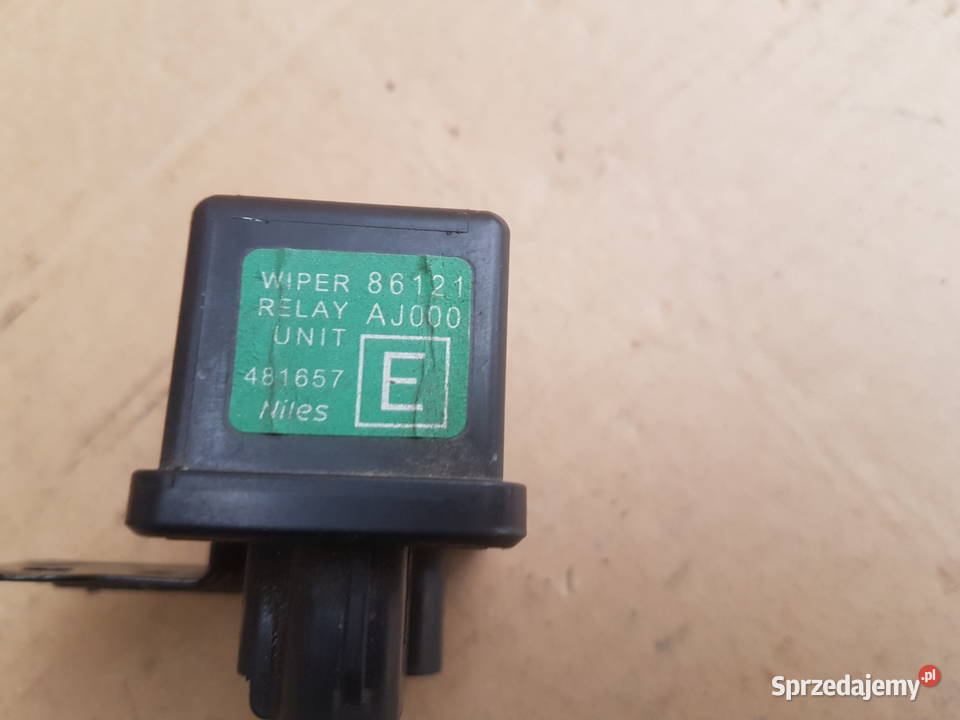 WIPER 86121
RELAY AJ000
UNIT
481657 E
Niles
Sprzedajemy.pl